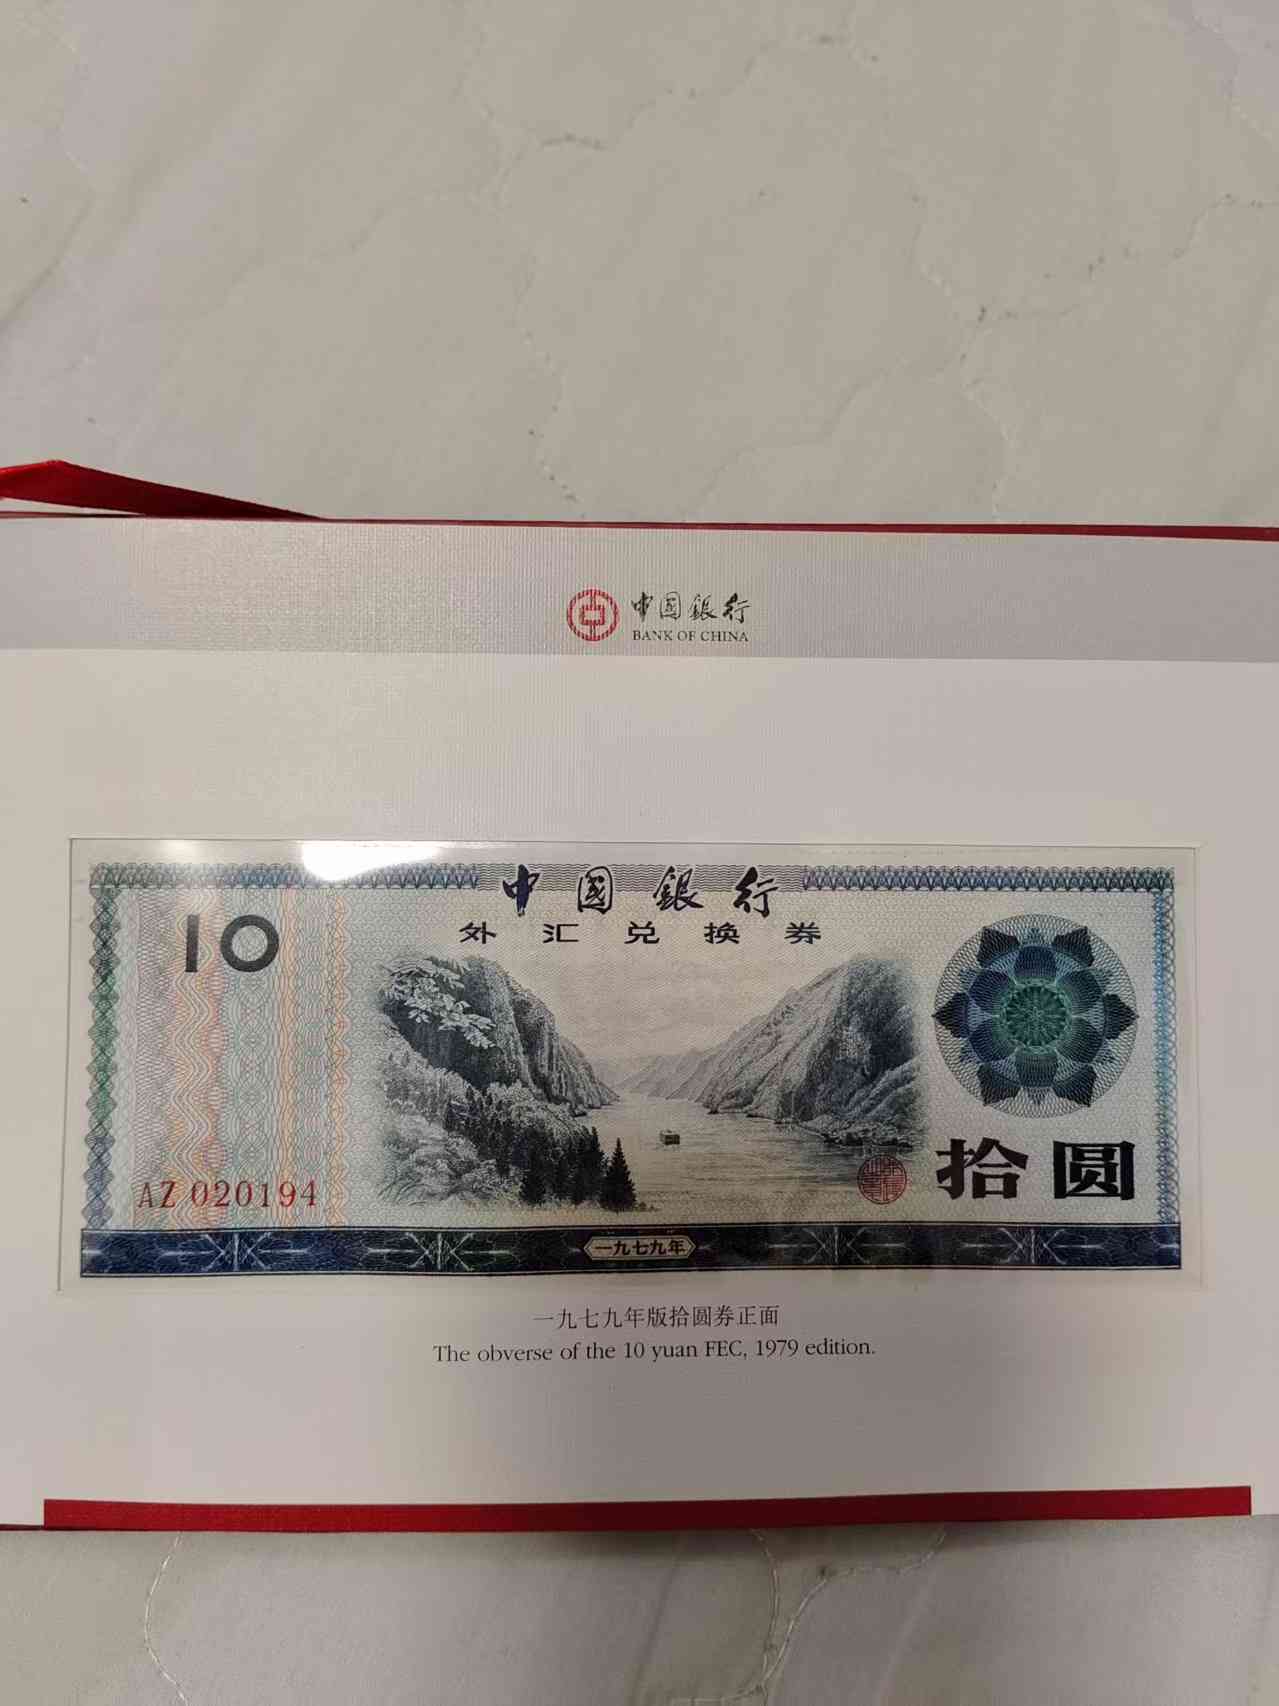 中国銀行
BANK OF CHINA
中國銀行
外汇兑换券
10
AZ 020194
拾圆
一九七九年
一九七九年版拾圆券正面
The obverse of the 10 yuan FEC, 1979 edition.